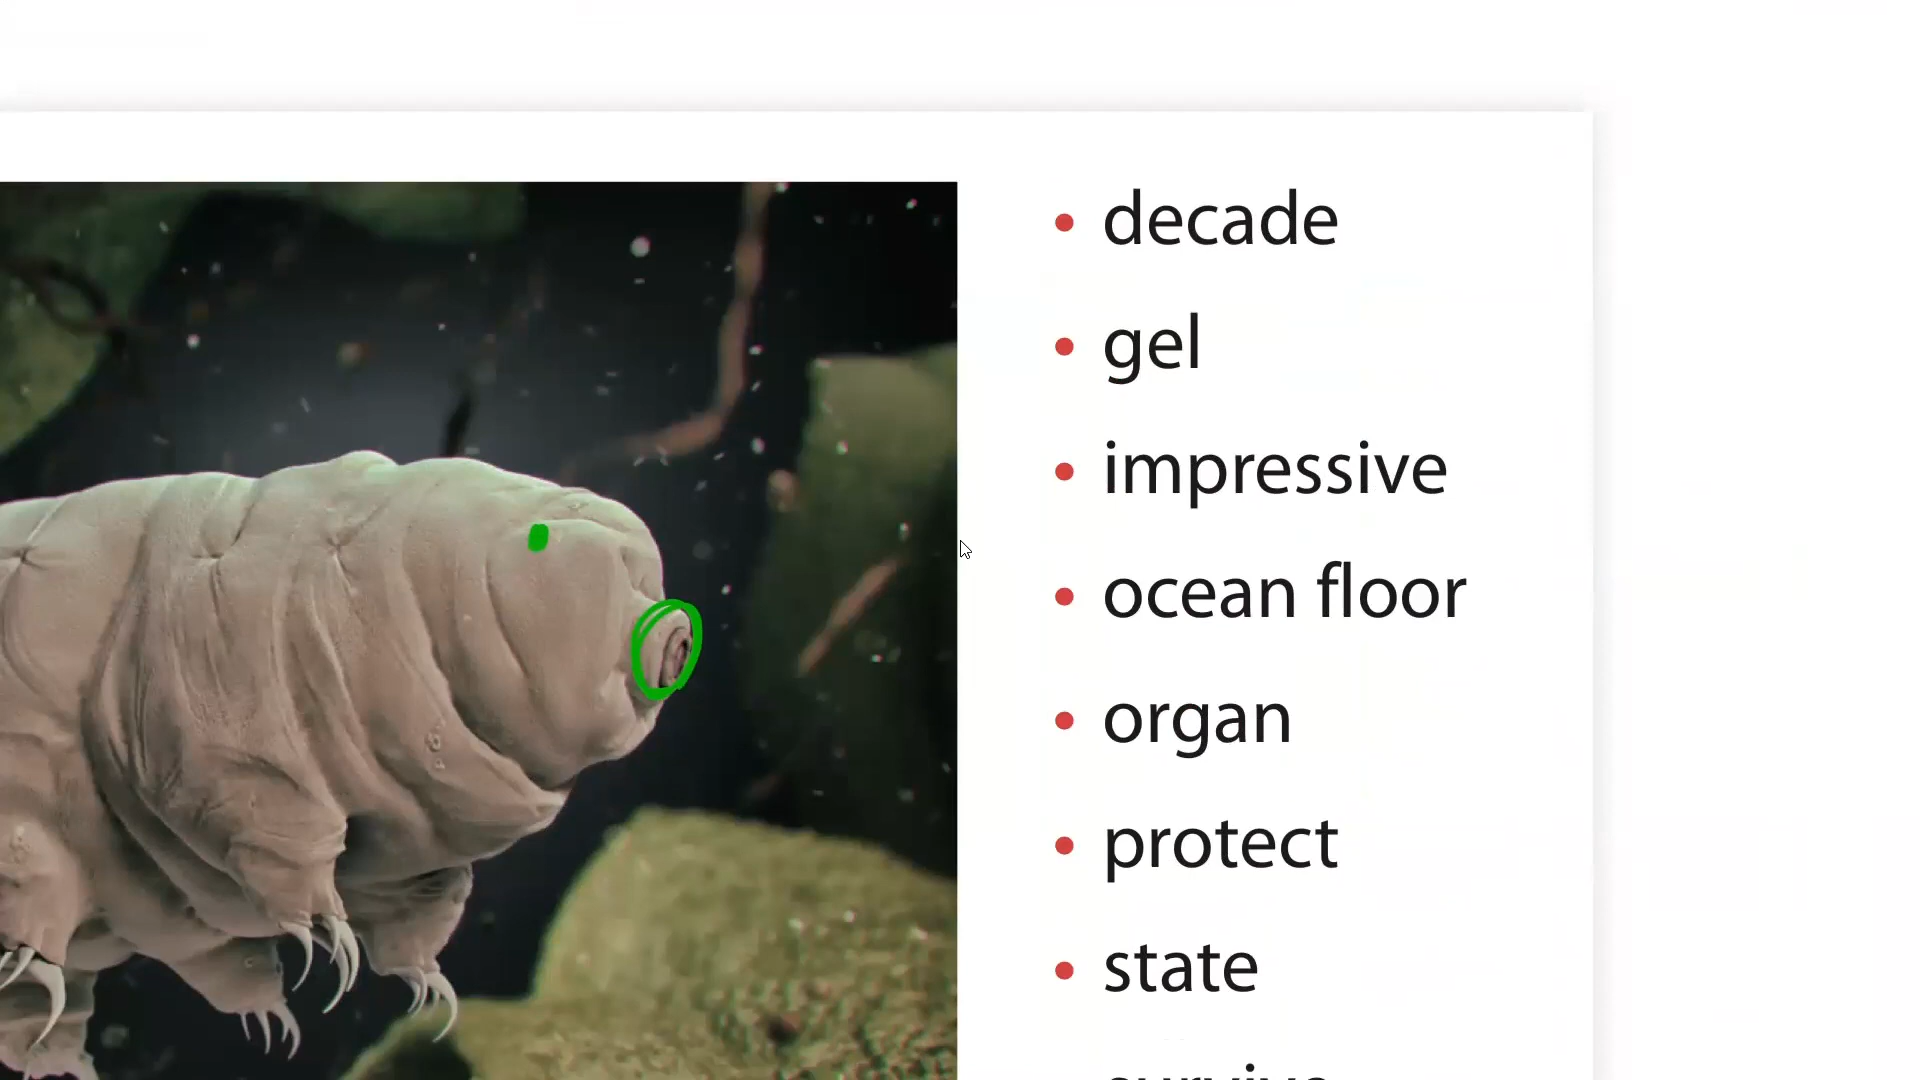 • decade
• gel
• impressive
• ocean floor
• organ
• protect
• state